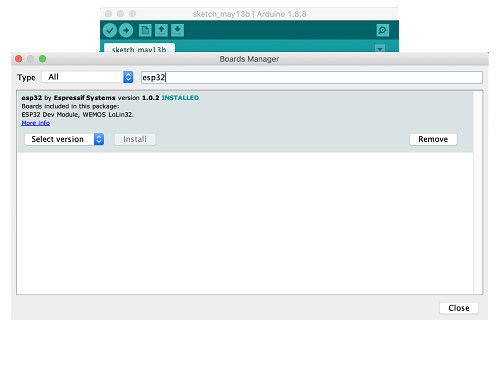 sketch_may13b | Arduino 1.8.8
sketch_may13b
Boards Manager
Type All esp32
esp32 by Espressif Systems version 1.0.2 INSTALLED
Boards included in this package:
ESP32 Dev Module, WEMOS LoLin32.
More info
Select version Install Remove
Close